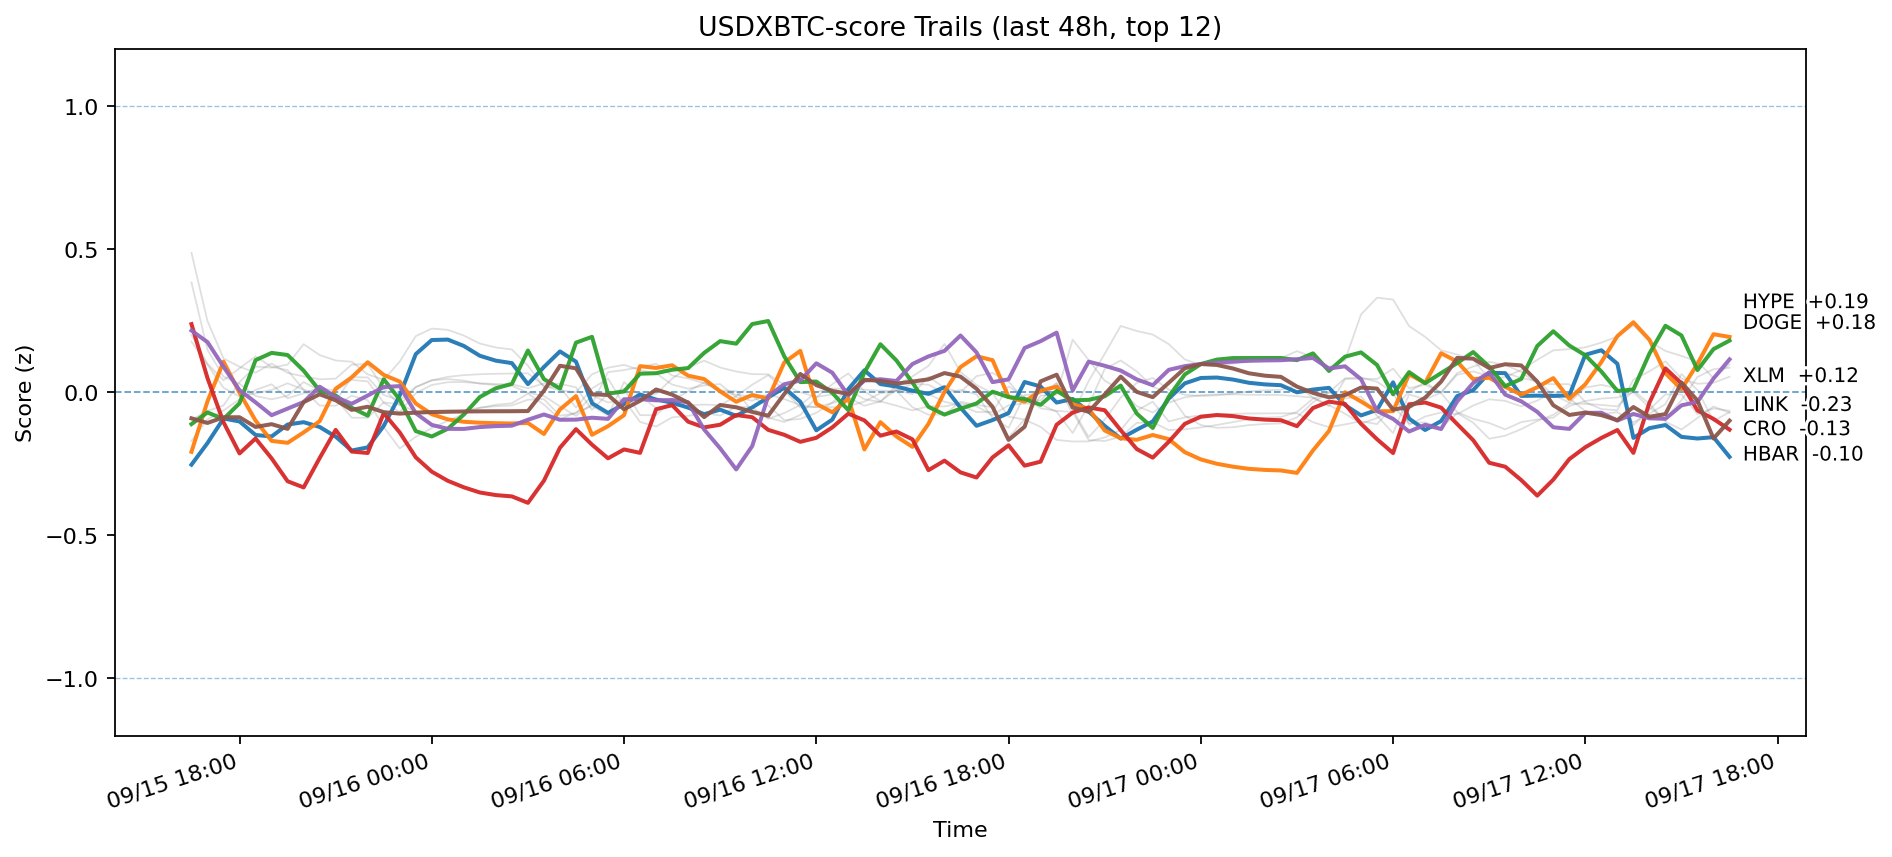 USDXBTC-score Trails (last 48h, top 12)
Score (z)
1.0
0.5
0.0
−0.5
−1.0
HYPE +0.19
DOGE +0.18
XLM +0.12
LINK -0.23
CRO -0.13
HBAR -0.10
09/15 18:00
09/16 00:00
09/16 06:00
09/16 12:00
09/16 18:00
09/17 00:00
09/17 06:00
09/17 12:00
09/17 18:00
Time